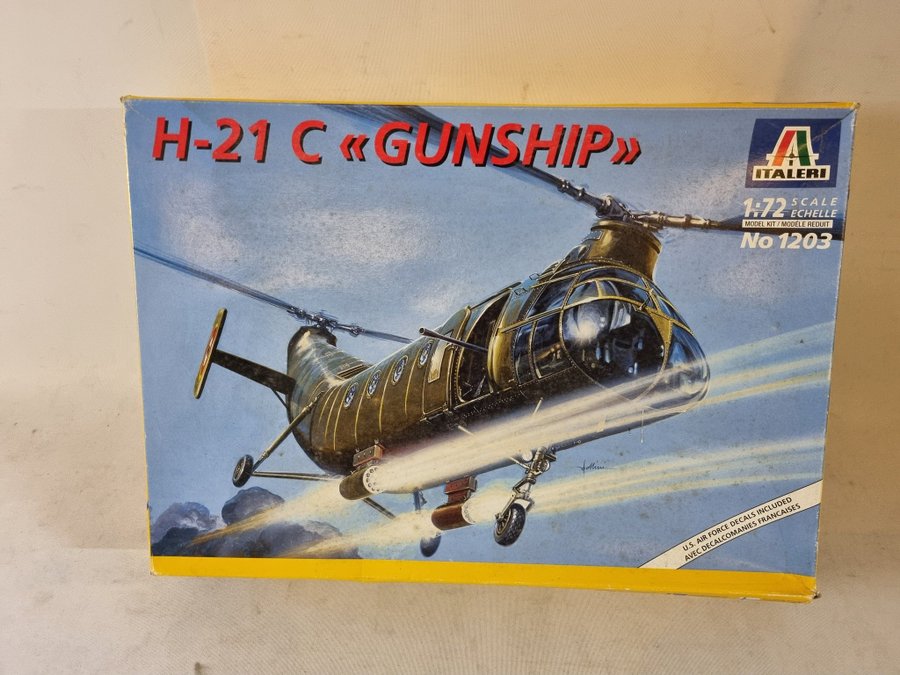 H-21 C «GUNSHIP»
ITALERI
1:72 SCALE
ECHELLE
MODEL KIT / MODÈLE REDUIT
No 1203
U.S. AIR FORCE DECALS INCLUDED
AVEC DECALCOMANIES FRANCAISES